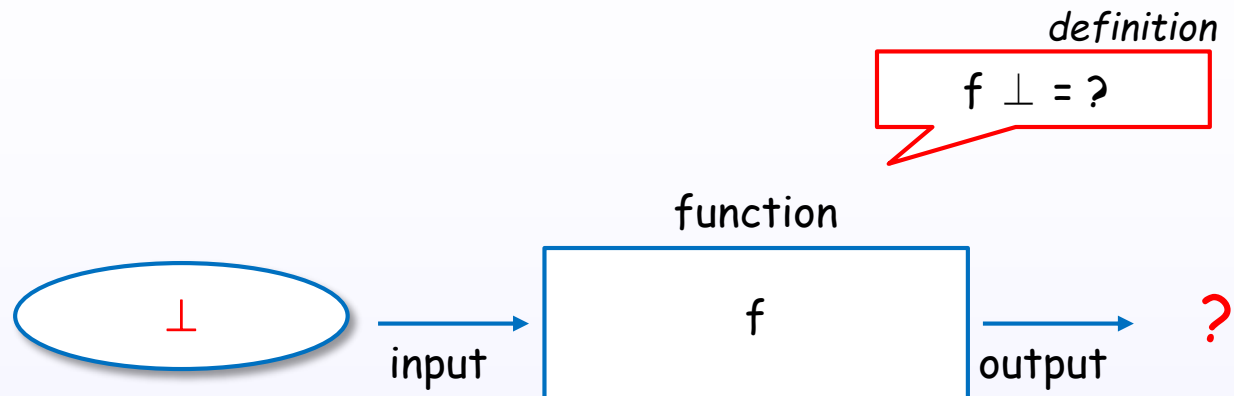 definition
f ⊥ = ?
function
⊥
f
?
input
output